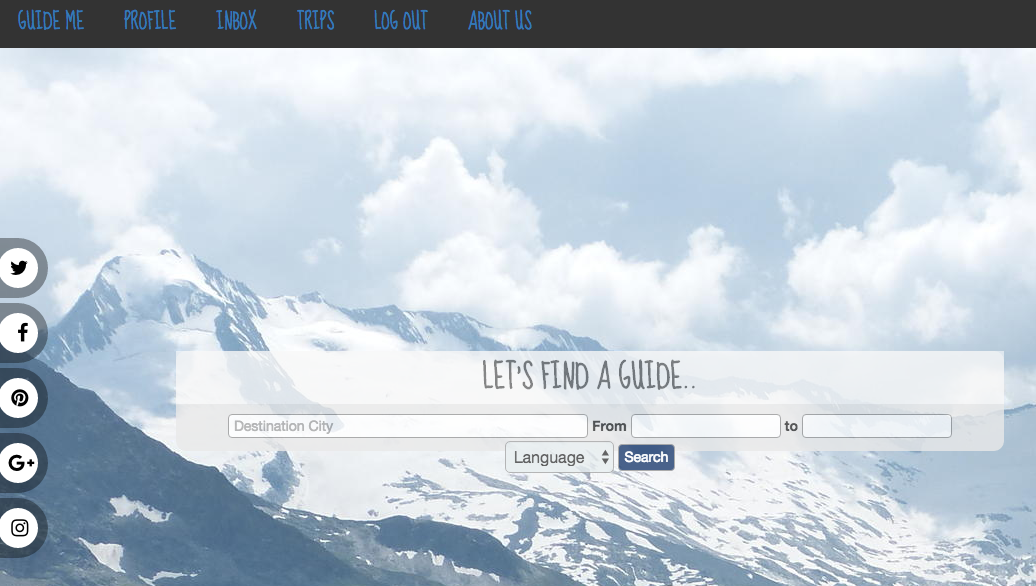 GUIDE ME PROFILE INBOX TRIPS LOG OUT ABOUT US
LET'S FIND A GUIDE..
Destination City From to
Language Search